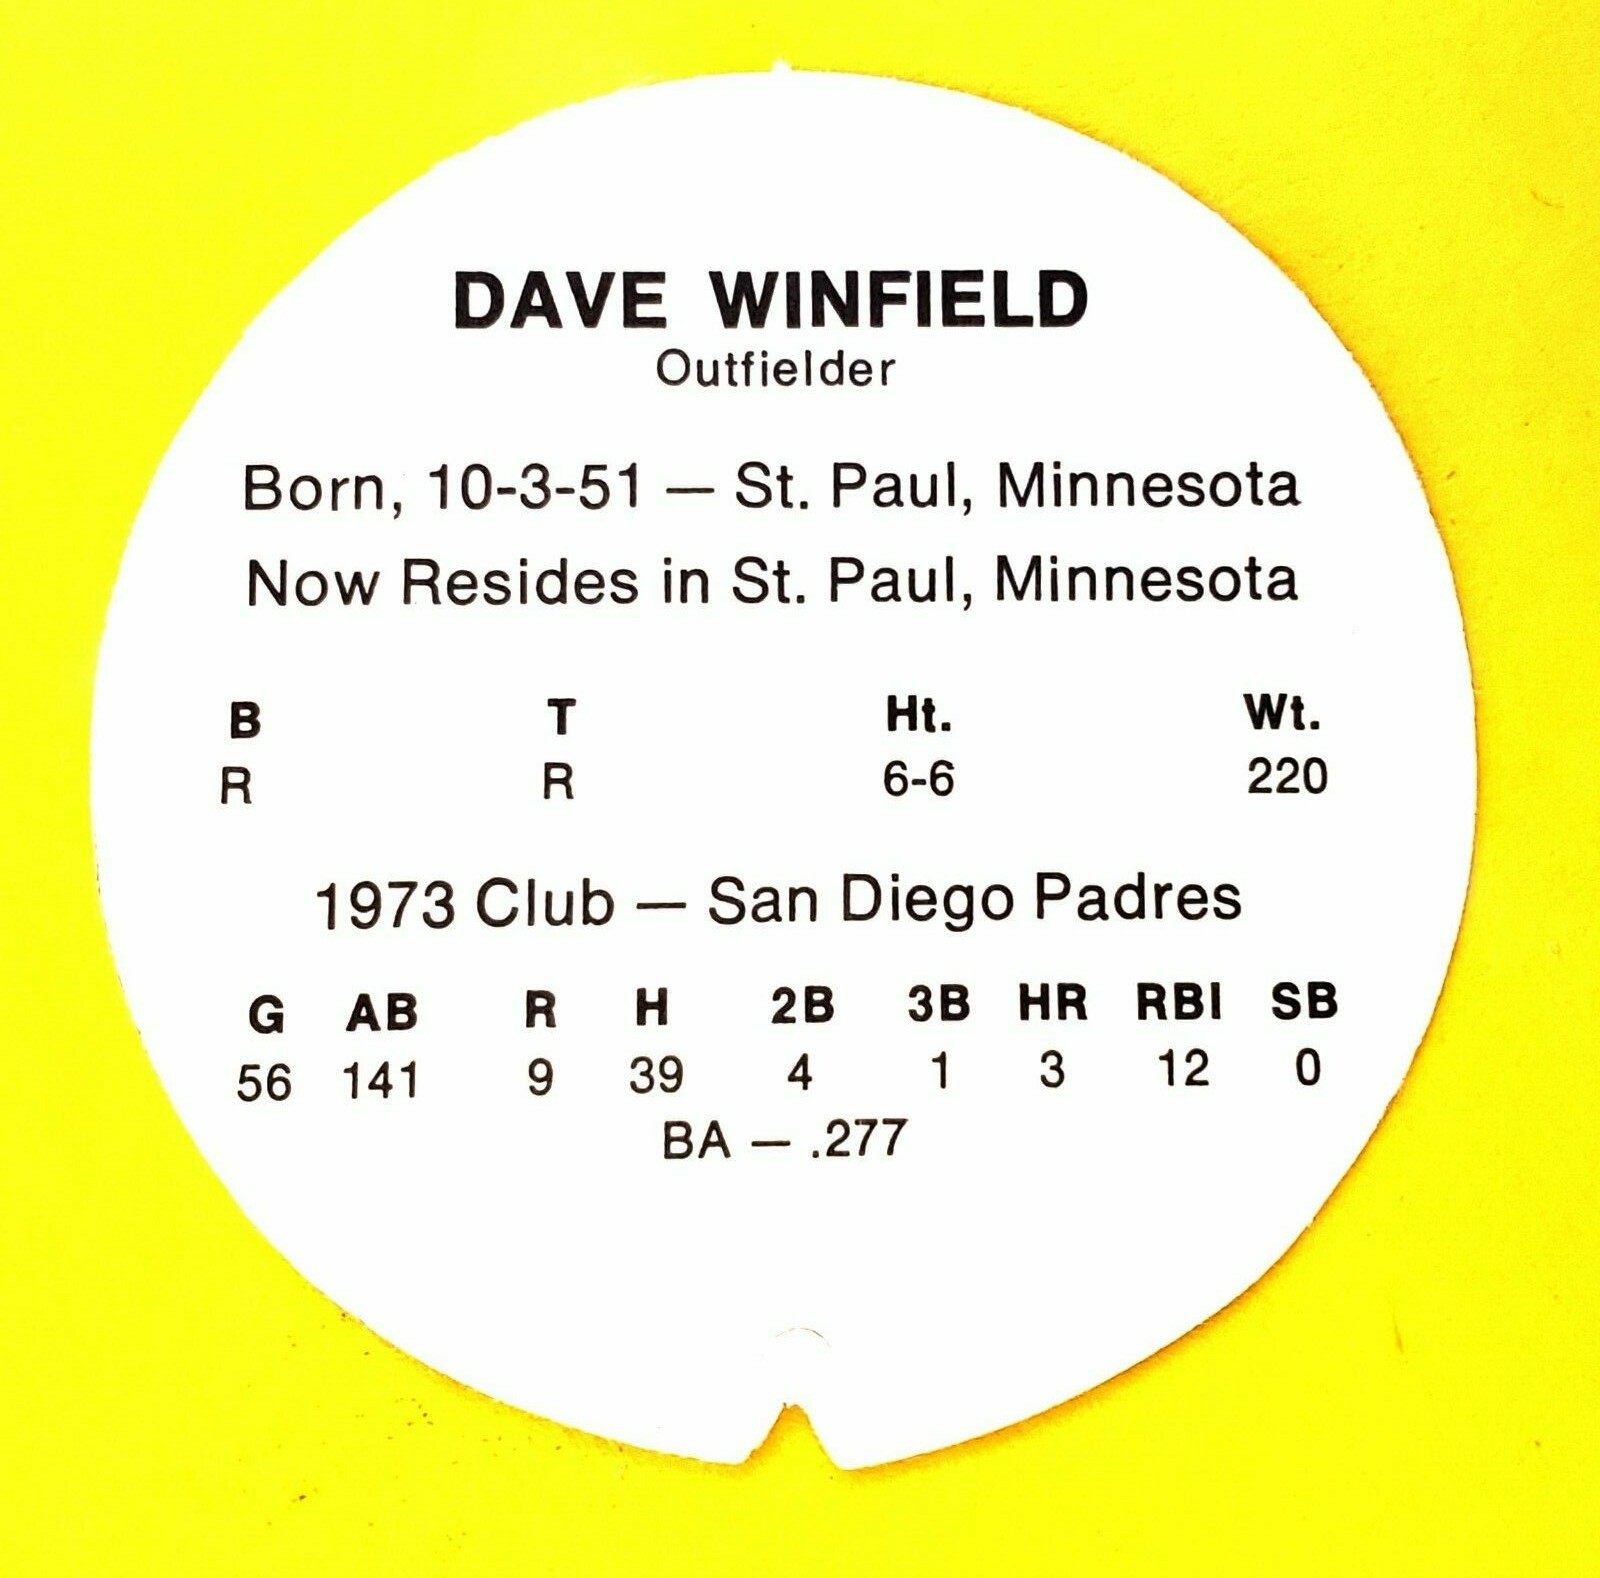 DAVE WINFIELD
Outfielder
Born, 10-3-51 — St. Paul, Minnesota
Now Resides in St. Paul, Minnesota
B T Ht. Wt.
R R 6-6 220
1973 Club — San Diego Padres
G AB R H 2B 3B HR RBI SB
56 141 9 39 4 1 3 12 0
BA — .277